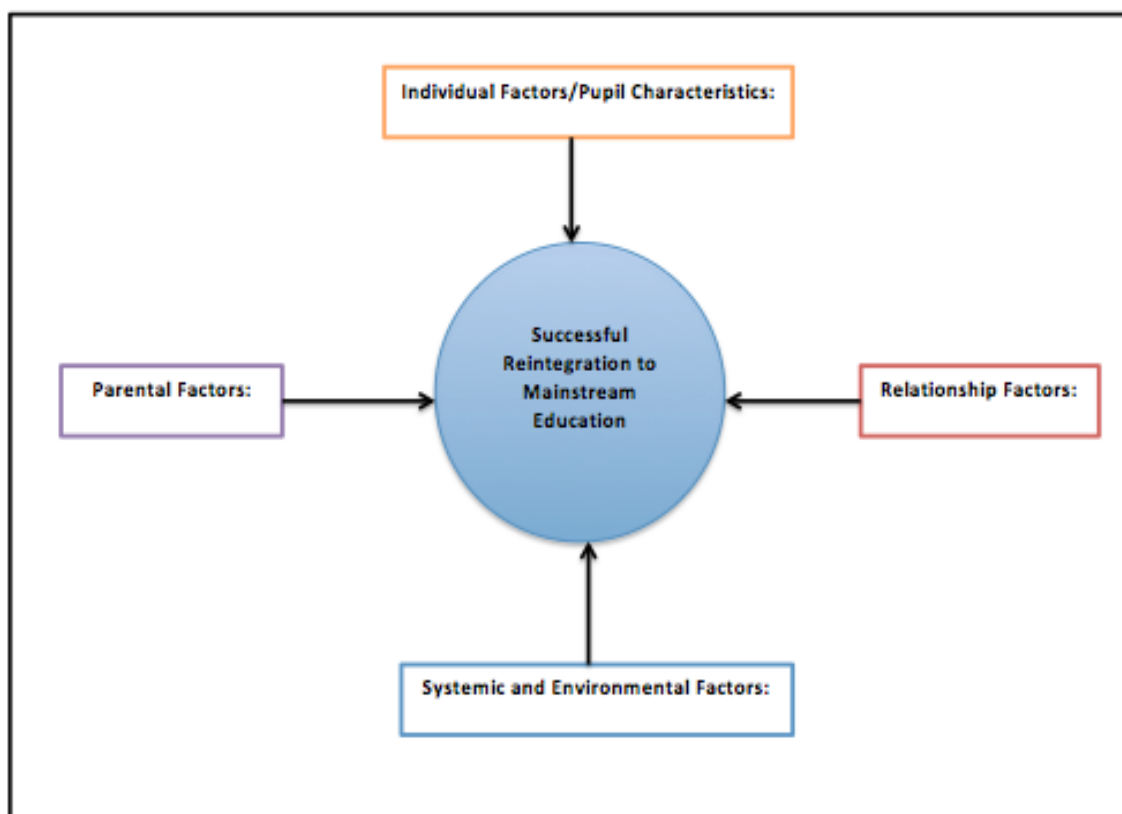 Individual Factors/Pupil Characteristics:
Successful
Reintegration to
Mainstream
Education
Parental Factors:
Relationship Factors:
Systemic and Environmental Factors: